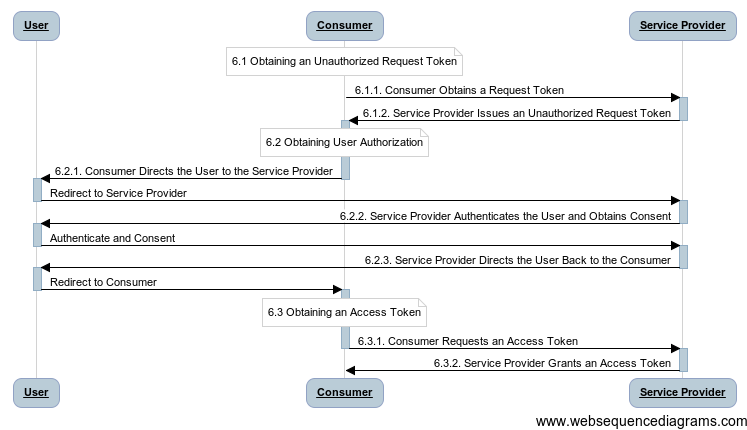 User
Consumer
Service Provider
6.1 Obtaining an Unauthorized Request Token
6.1.1. Consumer Obtains a Request Token
6.1.2. Service Provider Issues an Unauthorized Request Token
6.2 Obtaining User Authorization
6.2.1. Consumer Directs the User to the Service Provider
Redirect to Service Provider
6.2.2. Service Provider Authenticates the User and Obtains Consent
Authenticate and Consent
6.2.3. Service Provider Directs the User Back to the Consumer
Redirect to Consumer
6.3 Obtaining an Access Token
6.3.1. Consumer Requests an Access Token
6.3.2. Service Provider Grants an Access Token
User
Consumer
Service Provider
www.websequencediagrams.com